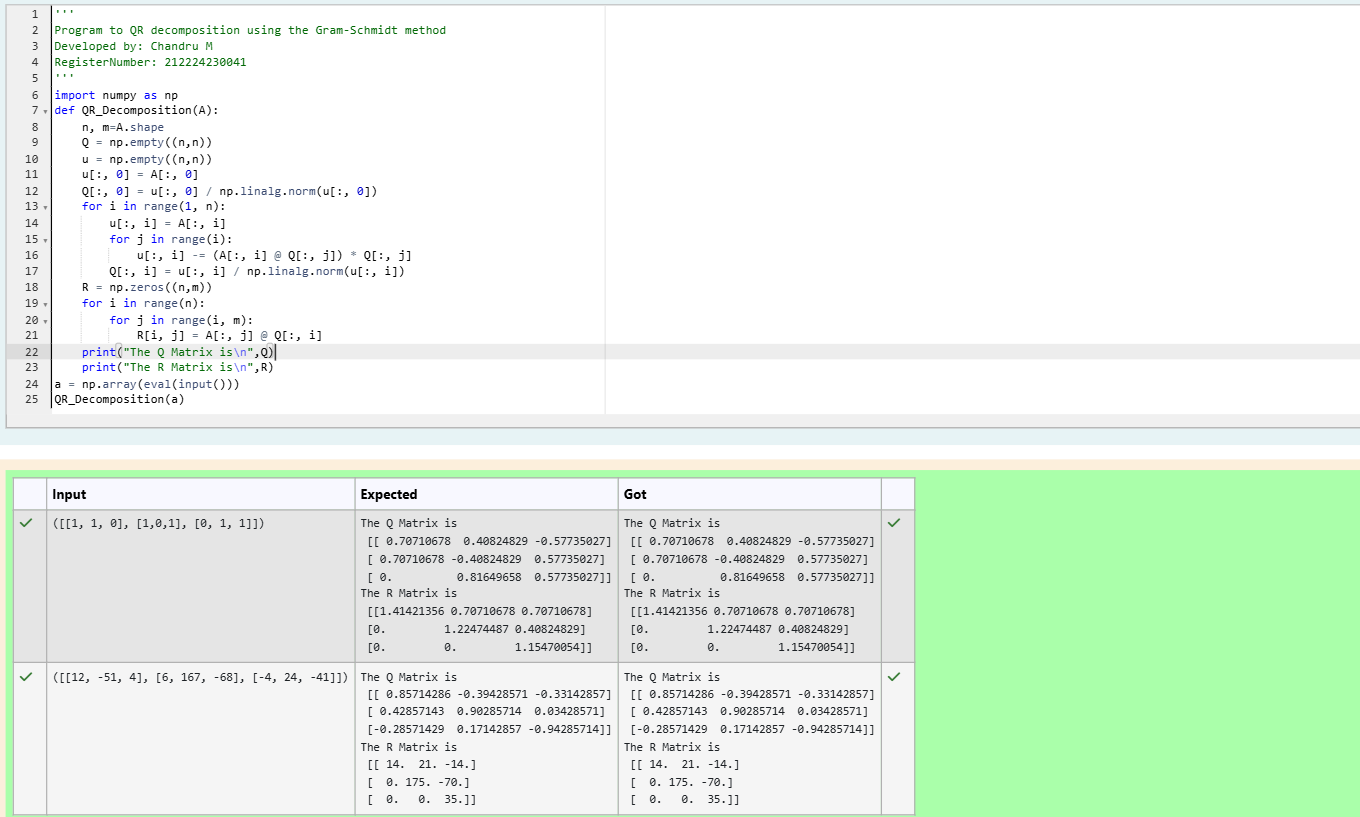 1 '''
2 Program to QR decomposition using the Gram-Schmidt method
3 Developed by: Chandru M
4 RegisterNumber: 212224230041
5 '''
6 import numpy as np
7 def QR_Decomposition(A):
8     n, m=A.shape
9     Q = np.empty((n,n))
10     u = np.empty((n,n))
11     u[:, 0] = A[:, 0]
12     Q[:, 0] = u[:, 0] / np.linalg.norm(u[:, 0])
13     for i in range(1, n):
14         u[:, i] = A[:, i]
15         for j in range(i):
16             u[:, i] -= (A[:, i] @ Q[:, j]) * Q[:, j]
17         Q[:, i] = u[:, i] / np.linalg.norm(u[:, i])
18     R = np.zeros((n,m))
19     for i in range(n):
20         for j in range(i, m):
21             R[i, j] = A[:, j] @ Q[:, i]
22     print("The Q Matrix is\n",Q)
23     print("The R Matrix is\n",R)
24 a = np.array(eval(input()))
25 QR_Decomposition(a)
Input Expected Got
([[1, 1, 0], [1,0,1], [0, 1, 1]])
The Q Matrix is
[[ 0.70710678  0.40824829 -0.57735027]
[ 0.70710678 -0.40824829  0.57735027]
[ 0.          0.81649658  0.57735027]]
The R Matrix is
[[1.41421356 0.70710678 0.70710678]
[0.         1.22474487 0.40824829]
[0.         0.         1.15470054]]
The Q Matrix is
[[ 0.70710678  0.40824829 -0.57735027]
[ 0.70710678 -0.40824829  0.57735027]
[ 0.          0.81649658  0.57735027]]
The R Matrix is
[[1.41421356 0.70710678 0.70710678]
[0.         1.22474487 0.40824829]
[0.         0.         1.15470054]]
([[12, -51, 4], [6, 167, -68], [-4, 24, -41]])
The Q Matrix is
[[ 0.85714286 -0.39428571 -0.33142857]
[ 0.42857143  0.90285714  0.03428571]
[-0.28571429  0.17142857 -0.94285714]]
The R Matrix is
[[ 14.  21. -14.]
[  0. 175. -70.]
[  0.   0.  35.]]
The Q Matrix is
[[ 0.85714286 -0.39428571 -0.33142857]
[ 0.42857143  0.90285714  0.03428571]
[-0.28571429  0.17142857 -0.94285714]]
The R Matrix is
[[ 14.  21. -14.]
[  0. 175. -70.]
[  0.   0.  35.]]